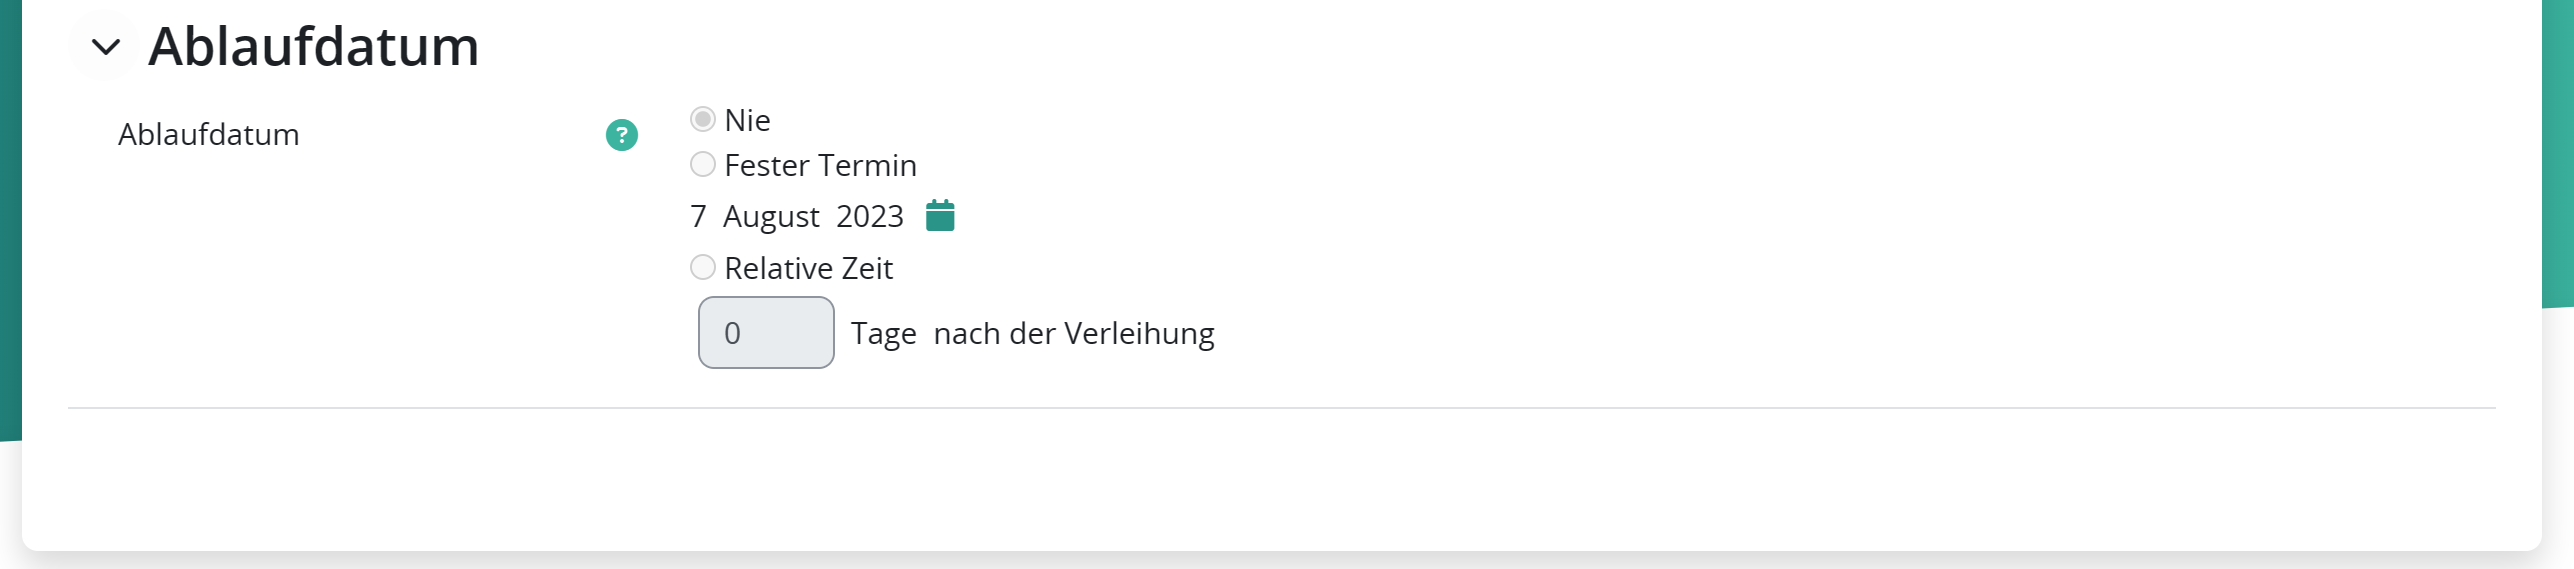 Ablaufdatum
Ablaufdatum ?
Nie
Fester Termin
7 August 2023
Relative Zeit
0 Tage nach der Verleihung